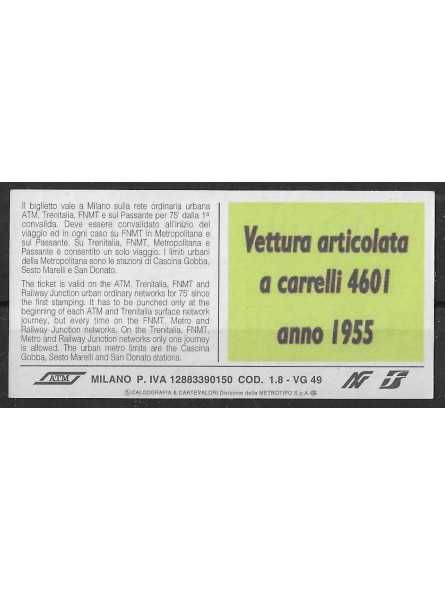 Il biglietto vale a Milano sulla rete ordinaria urbana
ATM, Trenitalia, FNMT e sul Passante per 75' dalla 1ª
convalida. Deve essere convalidato all'inizio del
viaggio ed in ogni caso su FNMT in Metropolitana e
sul Passante. Su Trenitalia, FNMT, Metropolitana e
Passante è consentito un solo viaggio. I limiti urbani
della Metropolitana sono le stazioni di Cascina Gobba,
Sesto Marelli e San Donato.
The ticket is valid on the ATM, Trenitalia, FNMT and
Railway Junction urban ordinary networks for 75' since
the first stamping. It has to be punched only at the
beginning of each ATM and Trenitalia surface network
journey, but every time on the FNMT, Metro and
Railway Junction networks. On the Trenitalia, FNMT,
Metro and Railway Junction networks only one journey
is allowed. The urban metro limits are the Cascina
Gobba, Sesto Marelli and San Donato stations.
Vettura articolata
a carrelli 4601
anno 1955
ATM MILANO P. IVA 12883390150 COD. 1.8 - VG 49
CALCOGRAFIA & CARTEVALORI Divisione della METROTIPO S.p.A.